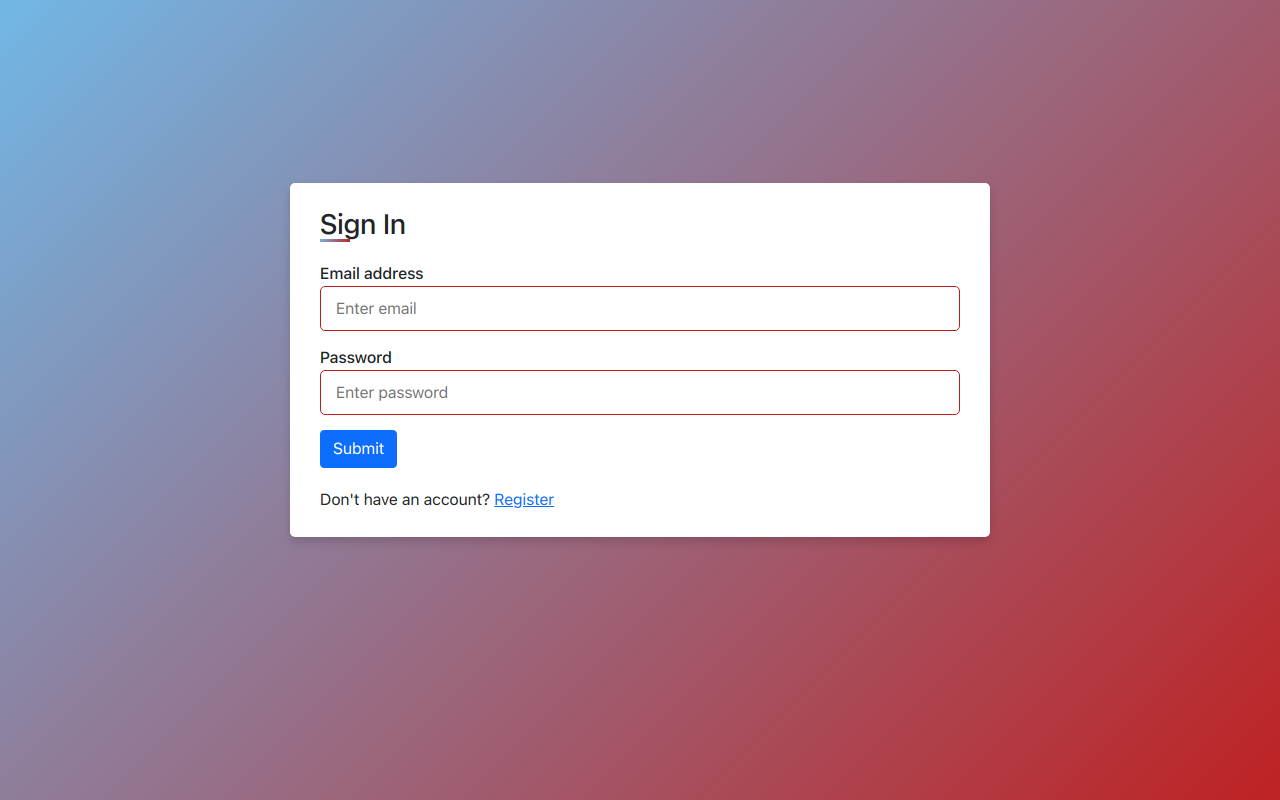 Sign In
Email address
Enter email
Password
Enter password
Submit
Don't have an account? Register